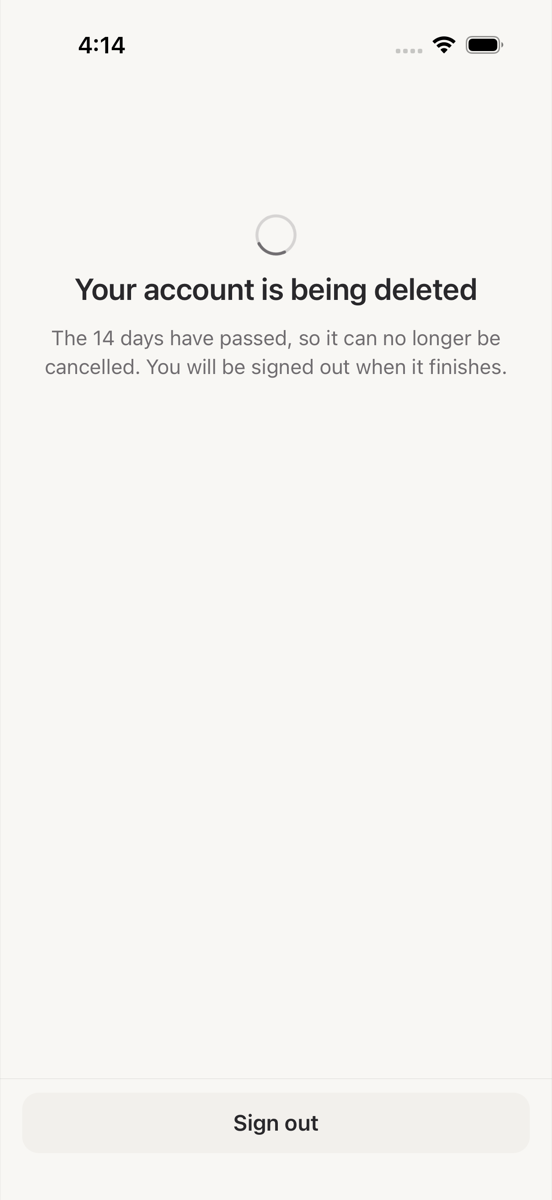 4:14
Your account is being deleted
The 14 days have passed, so it can no longer be
cancelled. You will be signed out when it finishes.
Sign out